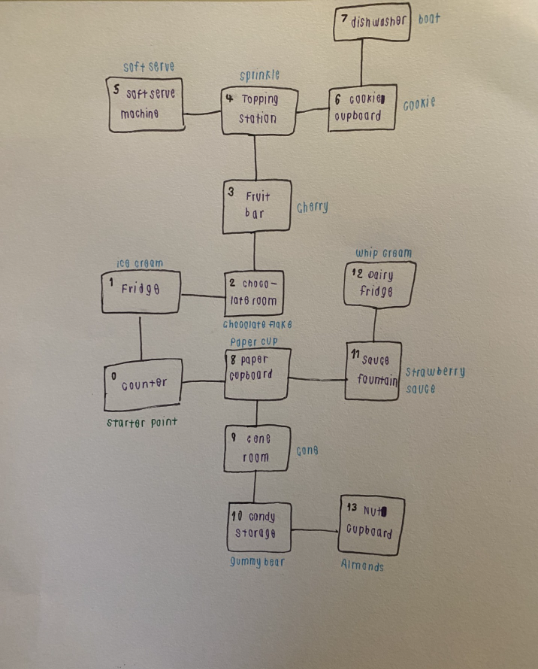 7 dishwasher
boat
soft serve
5 soft serve
machine
sprinkle
4 Topping
station
6 cookie
cupboard
cookie
3 Fruit
bar
cherry
ice cream
1 Fridge
2 choco-
late room
chocolate flake
whip cream
12 Dairy
fridge
0
counter
starter point
paper cup
8 paper
cupboard
11 sauce
fountain
strawberry
sauce
9 cone
room
cone
10 candy
storage
gummy bear
13 Nut
cupboard
Almonds